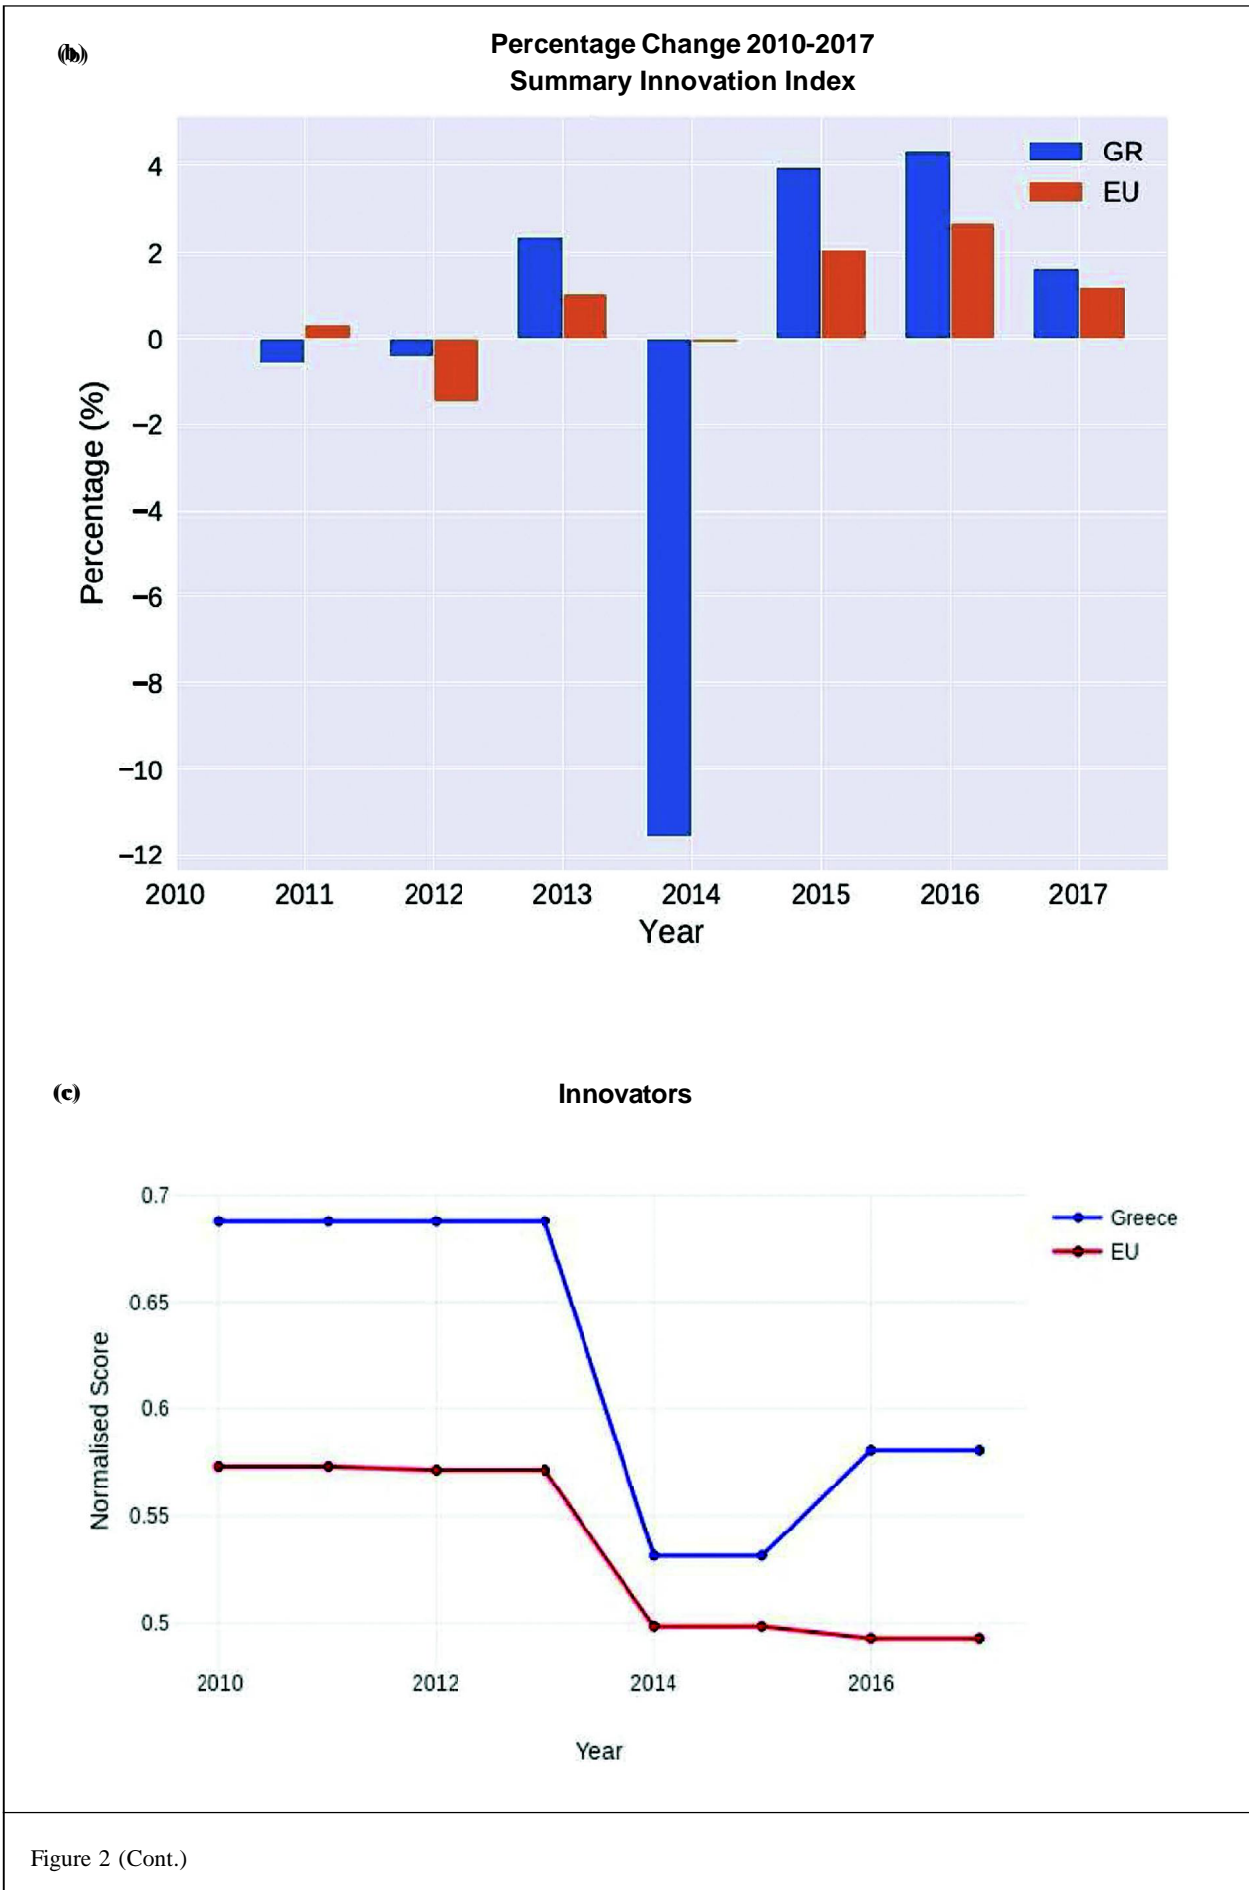 (b)
Percentage Change 2010-2017
Summary Innovation Index
GR
EU
4
2
0
−2
−4
−6
−8
−10
−12
Percentage (%)
2010 2011 2012 2013 2014 2015 2016 2017
Year
(c)
Innovators
0.7
0.65
0.6
0.55
0.5
Normalised Score
Greece
EU
2010 2012 2014 2016
Year
Figure 2 (Cont.)